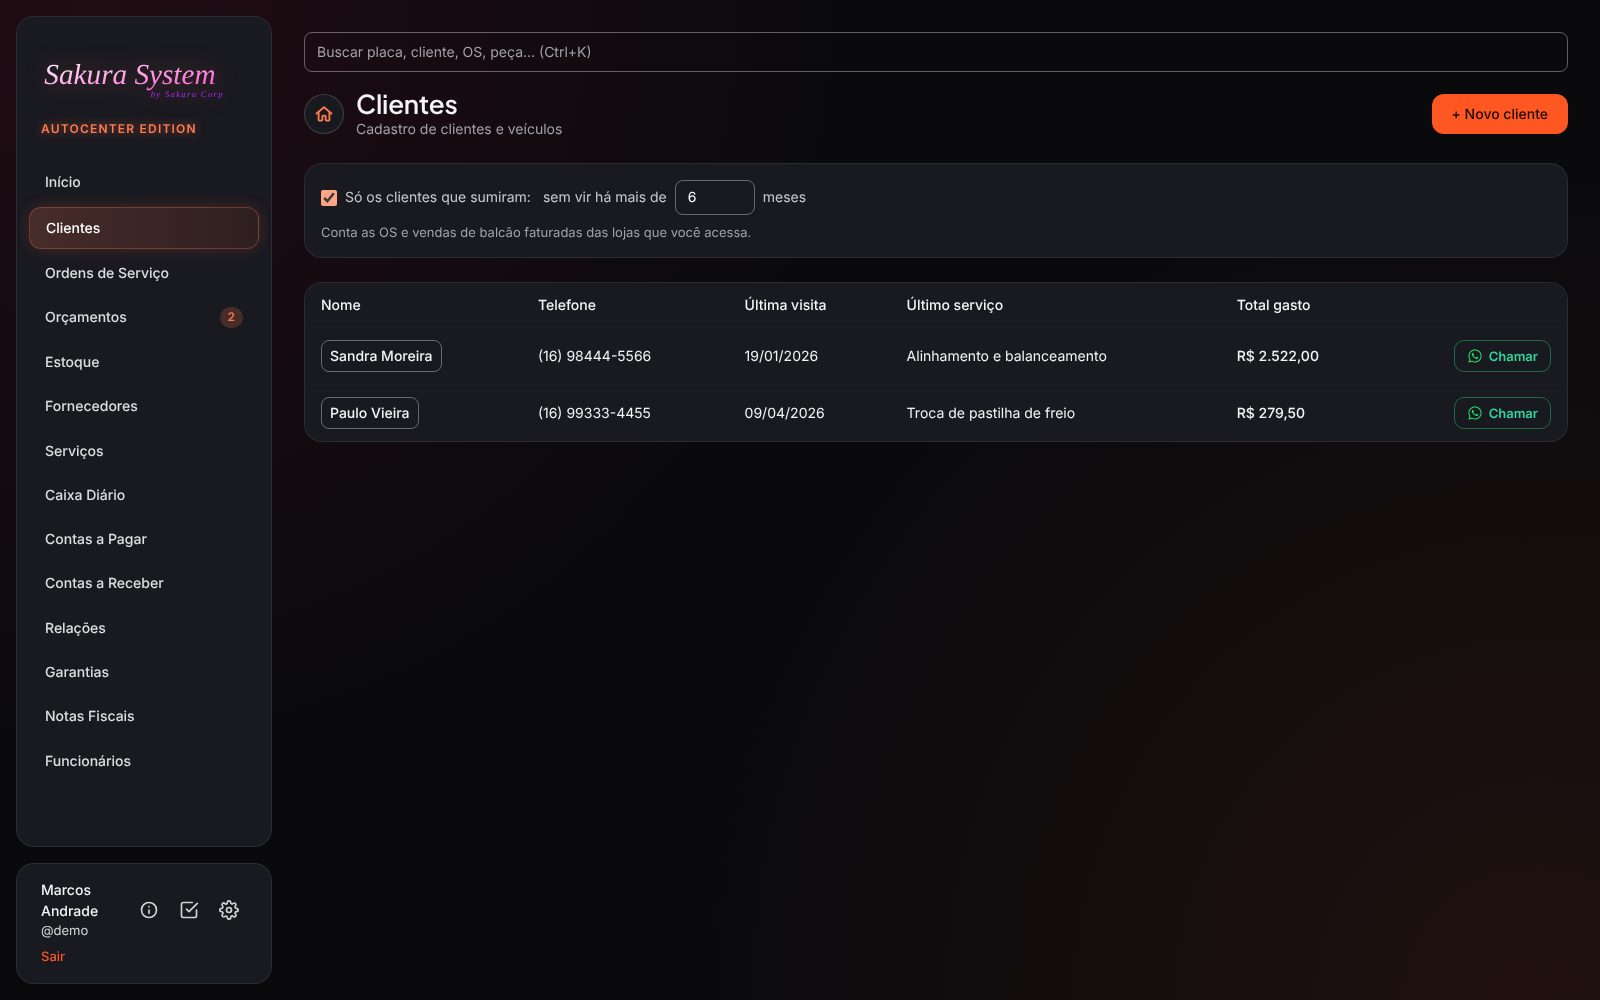 Sakura System
by Sakura Corp
AUTOCENTER EDITION
Início
Clientes
Ordens de Serviço
Orçamentos 2
Estoque
Fornecedores
Serviços
Caixa Diário
Contas a Pagar
Contas a Receber
Relações
Garantias
Notas Fiscais
Funcionários
Marcos
Andrade
@demo
Sair
Buscar placa, cliente, OS, peça... (Ctrl+K)
Clientes
Cadastro de clientes e veículos
+ Novo cliente
Só os clientes que sumiram: sem vir há mais de 6 meses
Conta as OS e vendas de balcão faturadas das lojas que você acessa.
Nome Telefone Última visita Último serviço Total gasto
Sandra Moreira (16) 98444-5566 19/01/2026 Alinhamento e balanceamento R$ 2.522,00 Chamar
Paulo Vieira (16) 99333-4455 09/04/2026 Troca de pastilha de freio R$ 279,50 Chamar